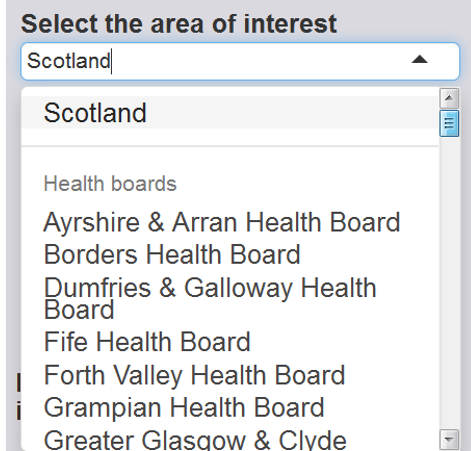 Select the area of interest
Scotland
Scotland
Health boards
Ayrshire & Arran Health Board
Borders Health Board
Dumfries & Galloway Health
Board
Fife Health Board
Forth Valley Health Board
Grampian Health Board
Greater Glasgow & Clyde